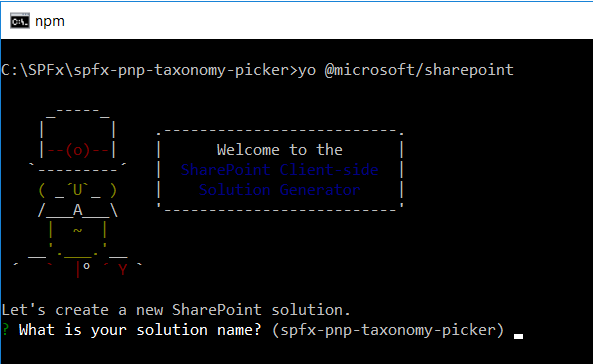 npm
C:\SPFx\spfx-pnp-taxonomy-picker>yo @microsoft/sharepoint
Welcome to the
SharePoint Client-side
Solution Generator
Let's create a new SharePoint solution.
? What is your solution name? (spfx-pnp-taxonomy-picker)